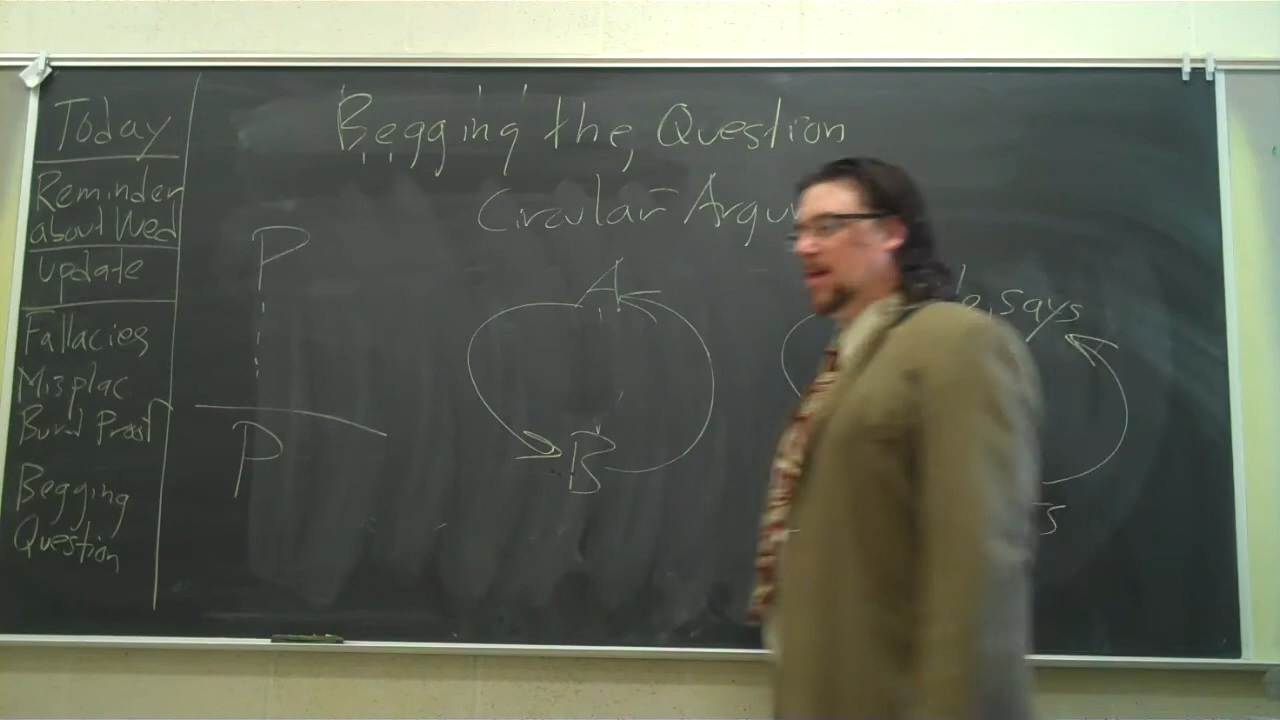 Today
Reminder
about Wed
update
Fallacies
Misplac
Burd Proof
Begging
Question
Begging the Question
Circular Argu
P
P
A
B
says